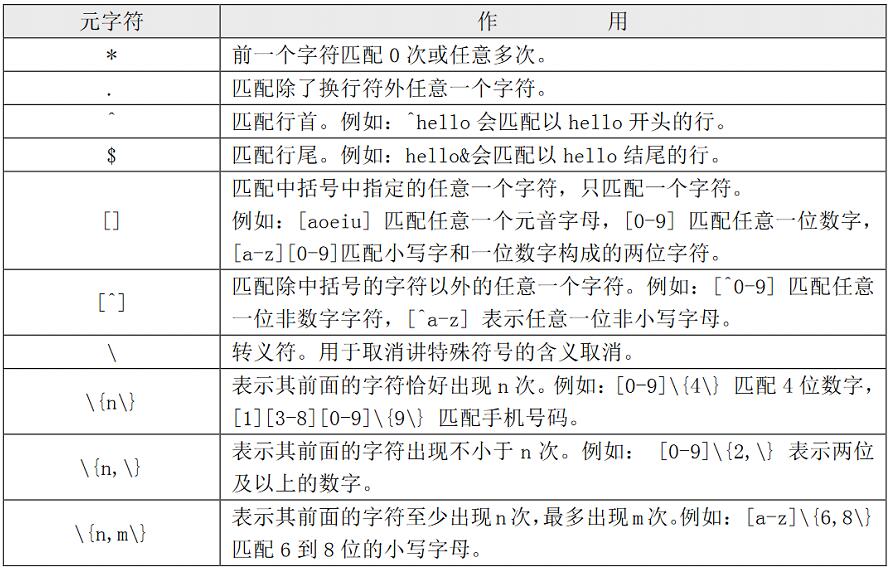 元字符 作 用
* 前一个字符匹配 0 次或任意多次。
. 匹配除了换行符外任意一个字符。
^ 匹配行首。例如：^hello 会匹配以 hello 开头的行。
$ 匹配行尾。例如：hello&会匹配以 hello 结尾的行。
[] 匹配中括号中指定的任意一个字符，只匹配一个字符。
例如：[aoeiu] 匹配任意一个元音字母，[0-9] 匹配任意一位数字，
[a-z][0-9]匹配小写字和一位数字构成的两位字符。
[^] 匹配除中括号的字符以外的任意一个字符。例如：[^0-9] 匹配任意
一位非数字字符，[^a-z] 表示任意一位非小写字母。
\ 转义符。用于取消讲特殊符号的含义取消。
\{n\} 表示其前面的字符恰好出现 n 次。例如：[0-9]\{4\} 匹配 4 位数字，
[1][3-8][0-9]\{9\} 匹配手机号码。
\{n,\} 表示其前面的字符出现不小于 n 次。例如： [0-9]\{2,\} 表示两位
及以上的数字。
\{n,m\} 表示其前面的字符至少出现 n 次，最多出现 m 次。例如：[a-z]\{6,8\}
匹配 6 到 8 位的小写字母。